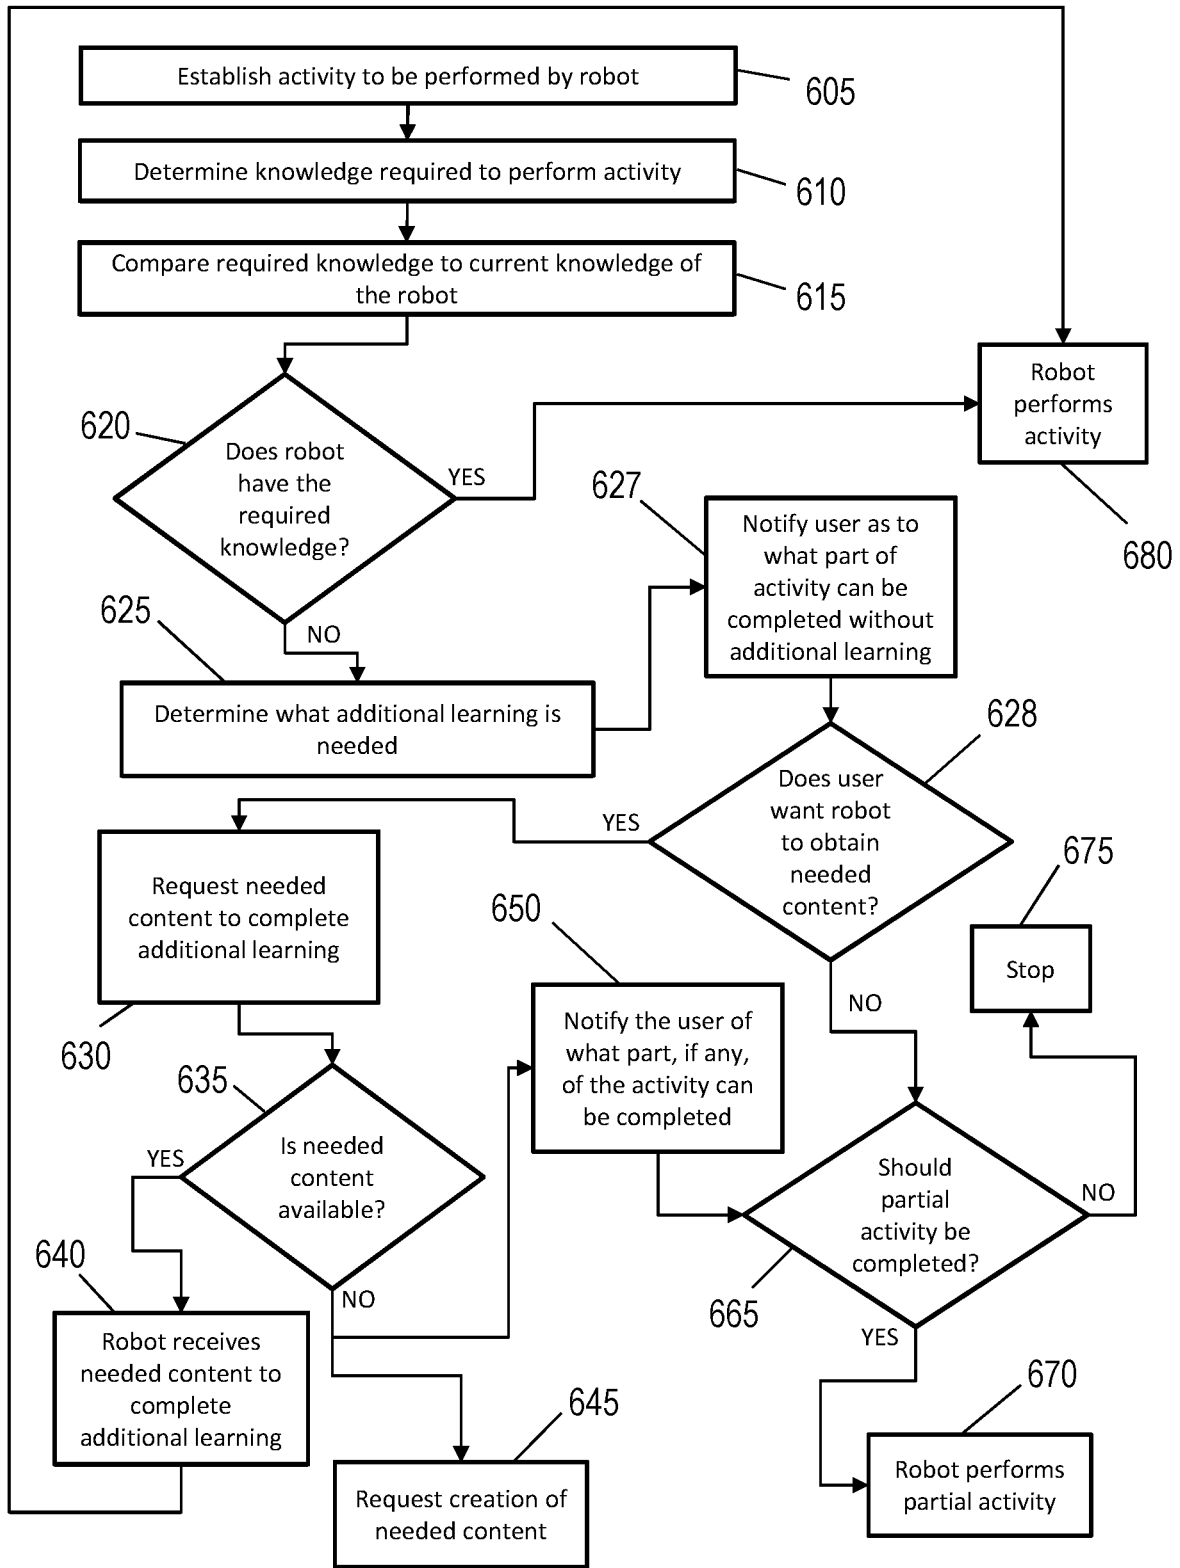 Establish activity to be performed by robot
605
Determine knowledge required to perform activity
610
Compare required knowledge to current knowledge of
the robot
615
620
Does robot
have the
required
knowledge?
YES
NO
Robot
performs
activity
680
627
Notify user as to
what part of
activity can be
completed without
additional learning
625
Determine what additional learning is
needed
628
Does user
want robot
to obtain
needed
content?
YES
NO
Request needed
content to complete
additional learning
630
650
Notify the user of
what part, if any,
of the activity can
be completed
675
Stop
635
Is needed
content
available?
YES
NO
Should
partial
activity be
completed?
NO
YES
665
640
Robot receives
needed content to
complete
additional learning
645
Request creation of
needed content
670
Robot performs
partial activity